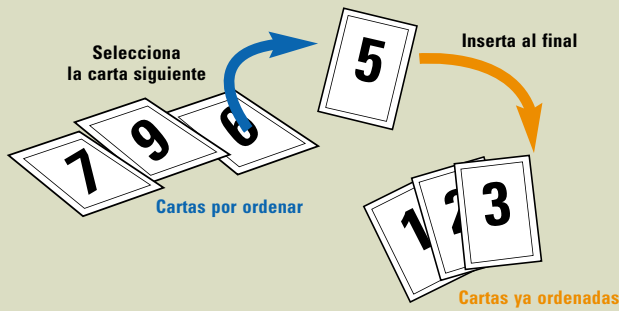 Selecciona
la carta siguiente
5
Inserta al final
7
9
6
Cartas por ordenar
1
2
3
Cartas ya ordenadas